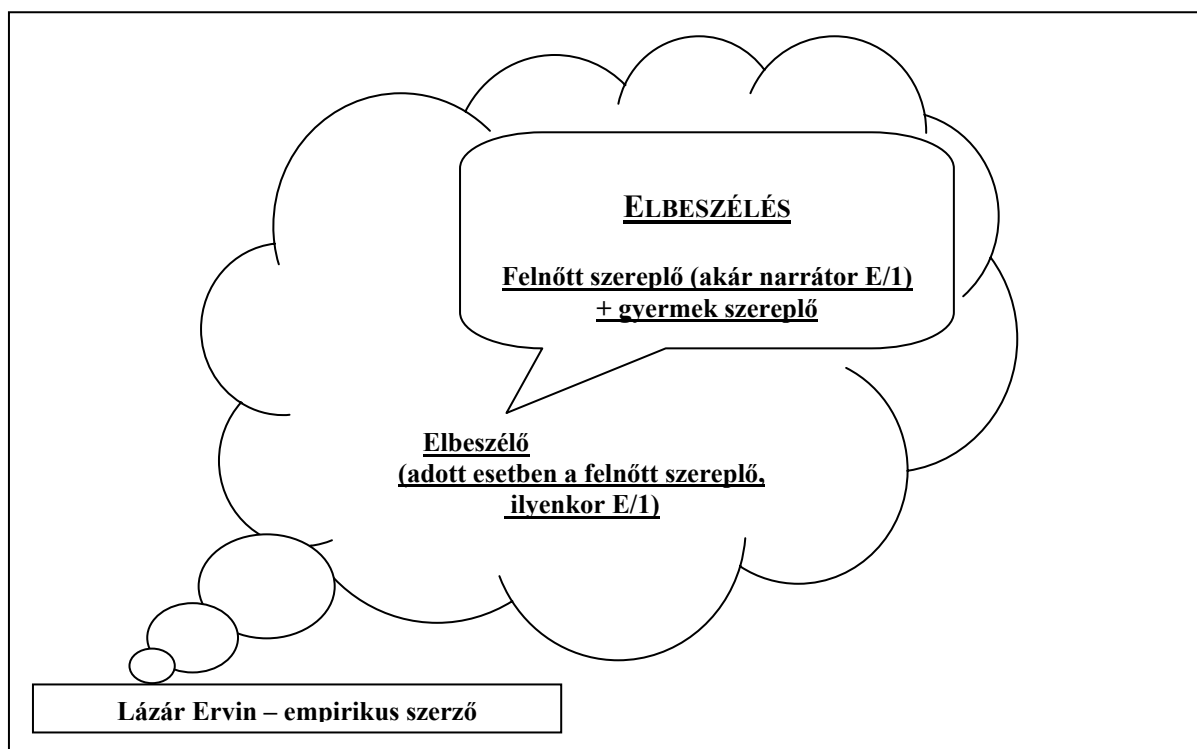 ELBESZÉLÉS
Felnőtt szereplő (akár narrátor E/1)
+ gyermek szereplő
Elbeszélő
(adott esetben a felnőtt szereplő,
ilyenkor E/1)
Lázár Ervin – empirikus szerző